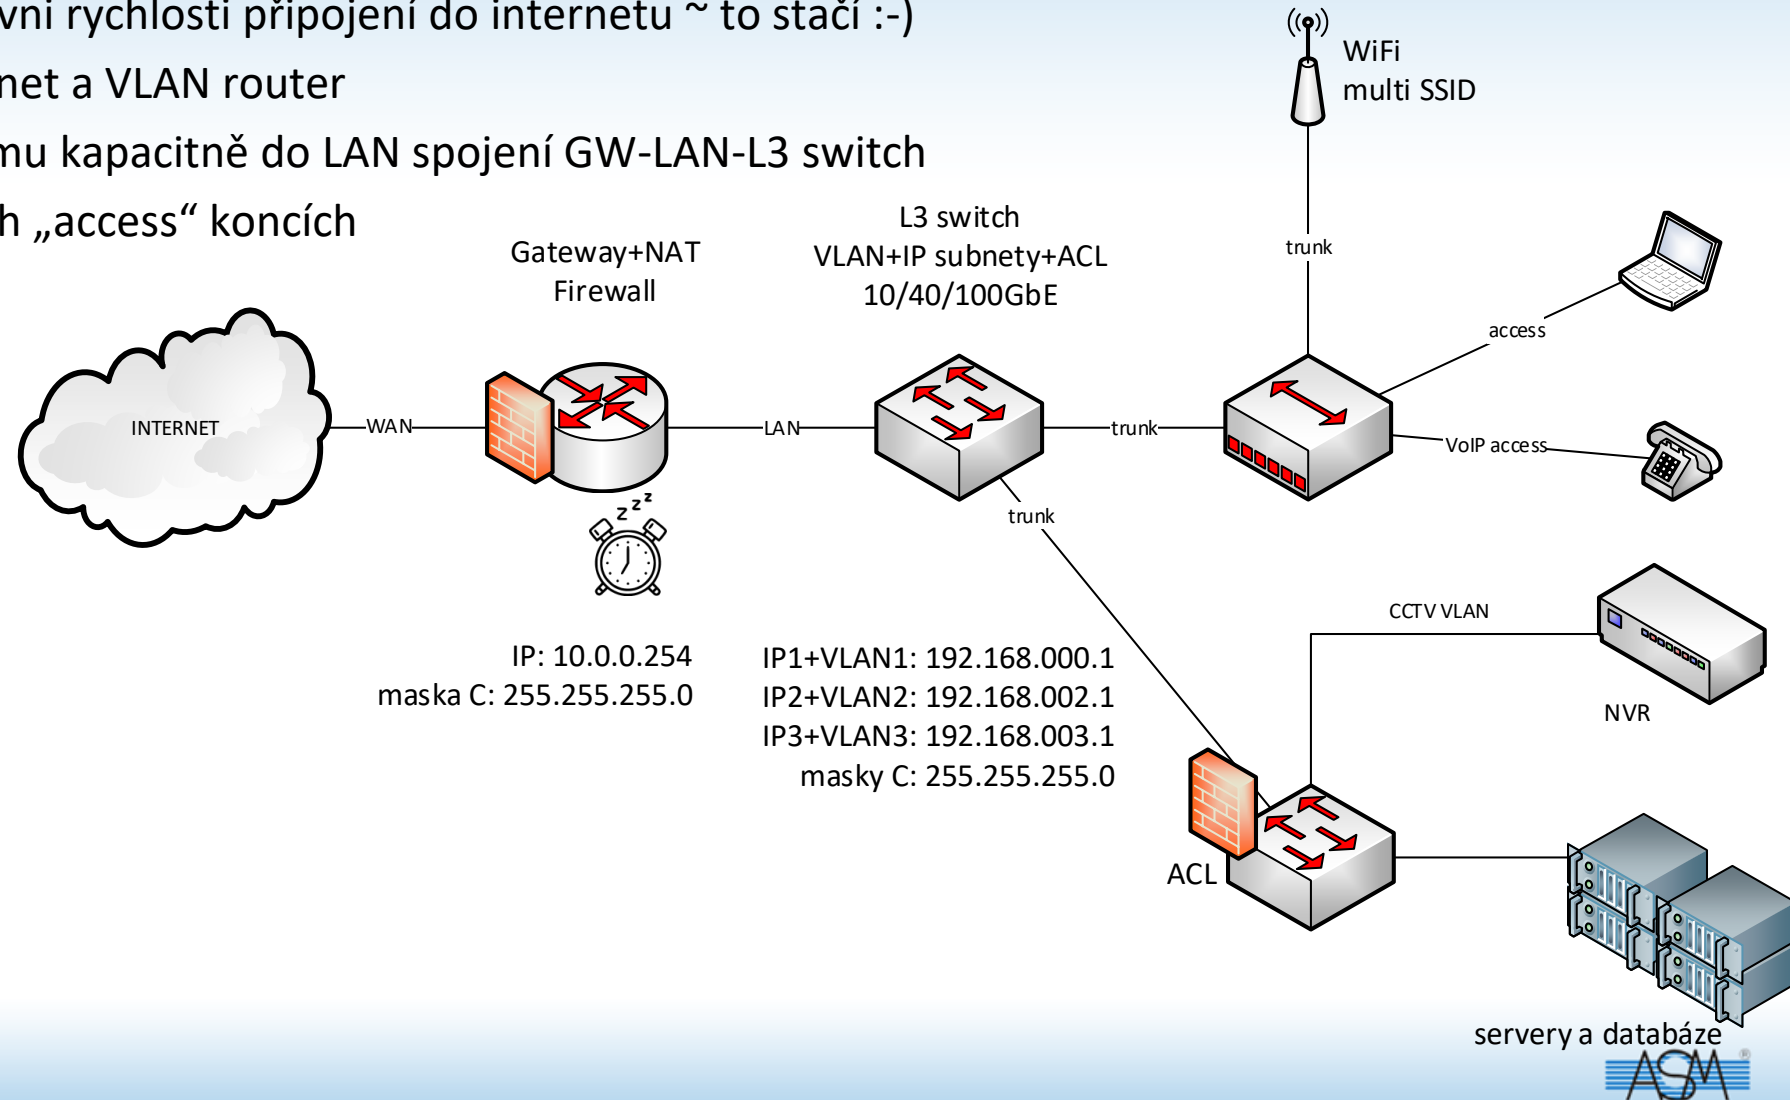 vni rychlosti připojení do internetu ~ to stačí :-)
net a VLAN router
mu kapacitně do LAN spojení GW-LAN-L3 switch
h „access“ koncích
WiFi
multi SSID
trunk
L3 switch
VLAN+IP subnety+ACL
10/40/100GbE
Gateway+NAT
Firewall
access
INTERNET
WAN
LAN
trunk
VoIP access
trunk
z z z
CCTV VLAN
NVR
IP: 10.0.0.254
maska C: 255.255.255.0
IP1+VLAN1: 192.168.000.1
IP2+VLAN2: 192.168.002.1
IP3+VLAN3: 192.168.003.1
masky C: 255.255.255.0
ACL
servery a databáze
ASM ®